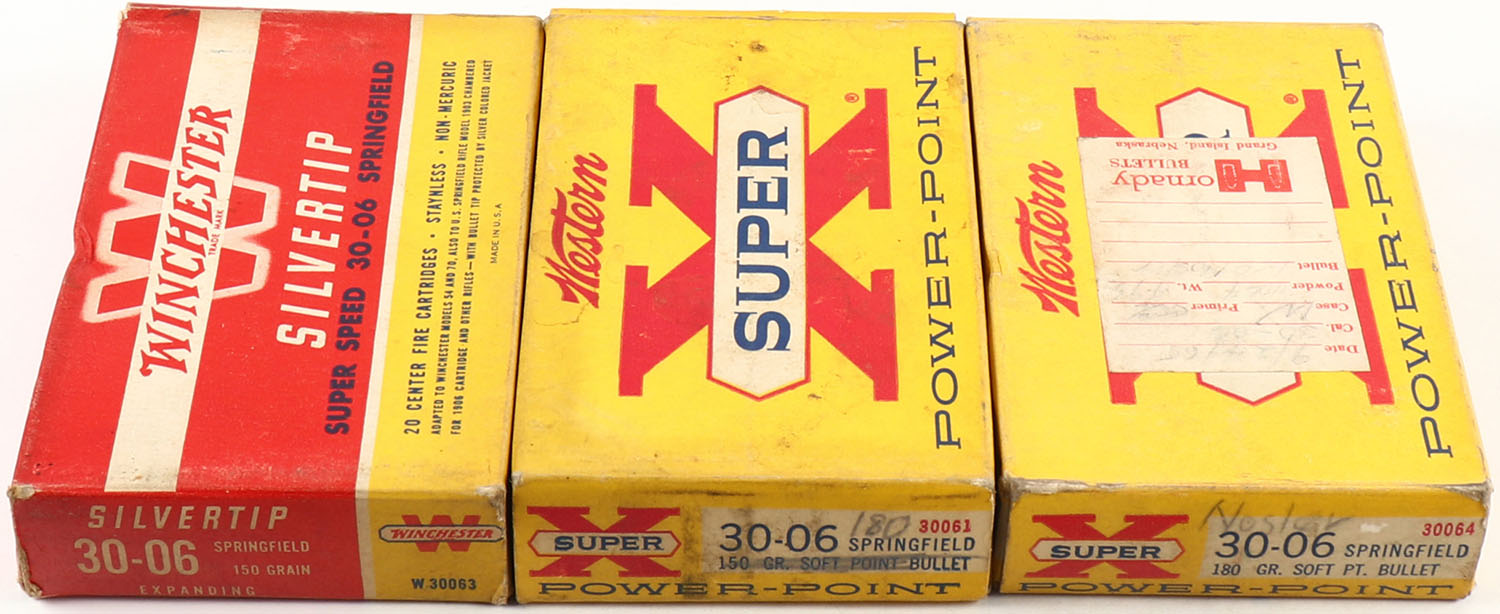 WINCHESTER
TRADE MARK
SILVERTIP
SUPER SPEED 30-06 SPRINGFIELD
20 CENTER FIRE CARTRIDGES • STAYNLESS • NON-MERCURIC
ADAPTED TO WINCHESTER MODELS 54 AND 70, ALSO TO U.S. SPRINGFIELD RIFLE MODEL 1903 CHAMBERED
FOR 1906 CARTRIDGE AND OTHER RIFLES—WITH BULLET TIP PROTECTED BY SILVER COLORED JACKET
MADE IN U.S.A.
SILVERTIP
30-06 SPRINGFIELD
150 GRAIN
EXPANDING
WINCHESTER
W
W.30063
Western
X
SUPER
®
POWER-POINT
X
SUPER
180
30061
30-06 SPRINGFIELD
150 GR. SOFT POINT BULLET
POWER-POINT
Western
®
POWER-POINT
Hornady
BULLETS
Grand Island, Nebraska
Bullet
Powder Wt.
Case Primer
Cal.
Date
X
SUPER
Nosler
30064
30-06 SPRINGFIELD
180 GR. SOFT PT. BULLET
POWER-POINT